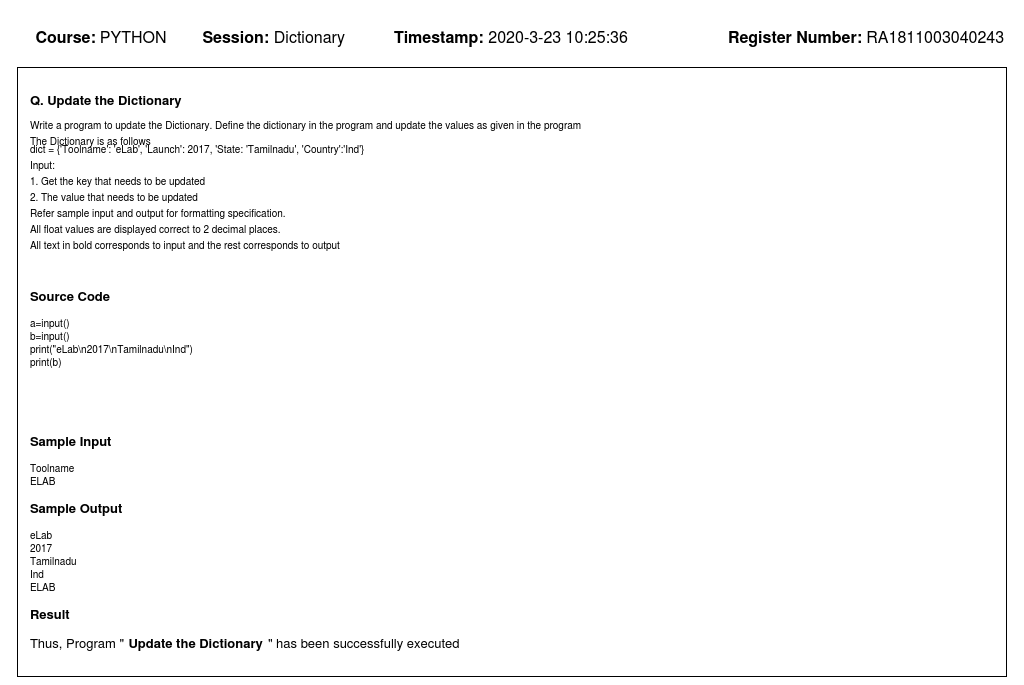 Course: PYTHON Session: Dictionary Timestamp: 2020-3-23 10:25:36 Register Number: RA1811003040243
Q. Update the Dictionary
Write a program to update the Dictionary. Define the dictionary in the program and update the values as given in the program
The Dictionary is as follows
dict = {'Toolname': 'eLab', 'Launch': 2017, 'State: 'Tamilnadu', 'Country':'Ind'}
Input:
1. Get the key that needs to be updated
2. The value that needs to be updated
Refer sample input and output for formatting specification.
All float values are displayed correct to 2 decimal places.
All text in bold corresponds to input and the rest corresponds to output
Source Code
a=input()
b=input()
print("eLab\n2017\nTamilnadu\nInd")
print(b)
Sample Input
Toolname
ELAB
Sample Output
eLab
2017
Tamilnadu
Ind
ELAB
Result
Thus, Program " Update the Dictionary " has been successfully executed